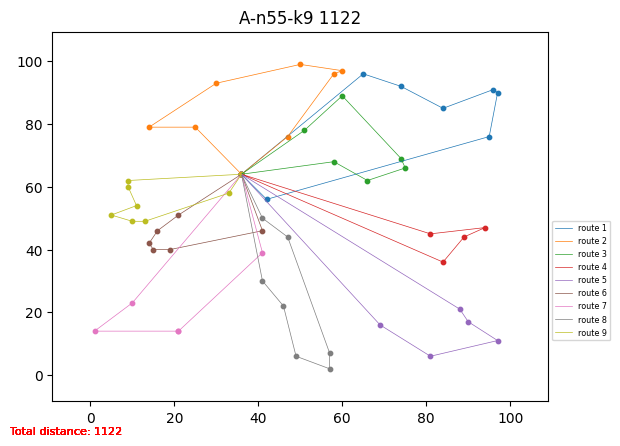 A-n55-k9 1122
100
80
60
40
20
0
0 20 40 60 80 100
route 1
route 2
route 3
route 4
route 5
route 6
route 7
route 8
route 9
Total distance: 1122